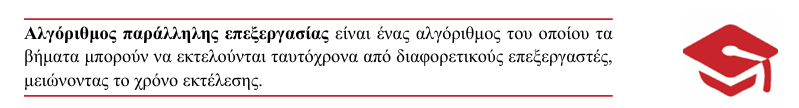 Αλγόριθμος παράλληλης επεξεργασίας είναι ένας αλγόριθμος του οποίου τα
βήματα μπορούν να εκτελούνται ταυτόχρονα από διαφορετικούς επεξεργαστές,
μειώνοντας το χρόνο εκτέλεσης.